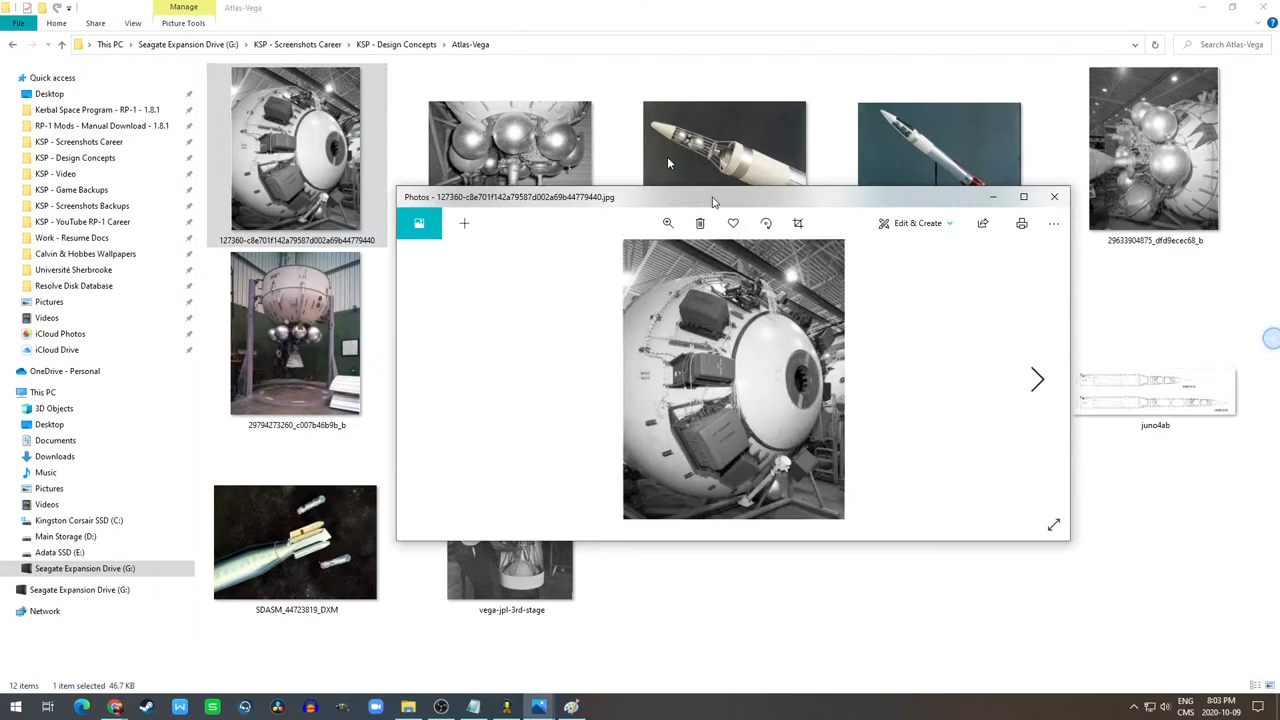 Manage
Atlas-Vega
File
Home
Share
View
Picture Tools
This PC
Seagate Expansion Drive (G:)
KSP - Screenshots Career
KSP - Design Concepts
Atlas-Vega
Search Atlas-Vega
Quick access
Desktop
Kerbal Space Program - RP-1 - 1.8.1
RP-1 Mods - Manual Download - 1.8.1
KSP - Screenshots Career
KSP - Design Concepts
KSP - Video
KSP - Game Backups
KSP - YouTube RP-1 Career
Work - Resume Docs
Calvin & Hobbes Wallpapers
Université Sherbrooke
Resolve Disk Database
Pictures
Videos
iCloud Photos
iCloud Drive
OneDrive - Personal
This PC
3D Objects
Desktop
Documents
Downloads
Music
Pictures
Videos
Kingston Corsair SSD (C:)
Main Storage (D:)
Adata SSD (E:)
Seagate Expansion Drive (G:)
Seagate Expansion Drive (G:)
Network
127360-c8e701f142a79587d002a69b44779440
29633904875_dfd9ecec68_b
Photos - 127360-c8e701f142a79587d002a69b44779440.jpg
Edit & Create
29794273260_c007b46b9b_b
juno4ab
SDASM_44723819_DXM
vega-jpl-3rd-stage
12 items
1 item selected 46.7 KB
ENG
CMS
8:03 PM
2020-10-09